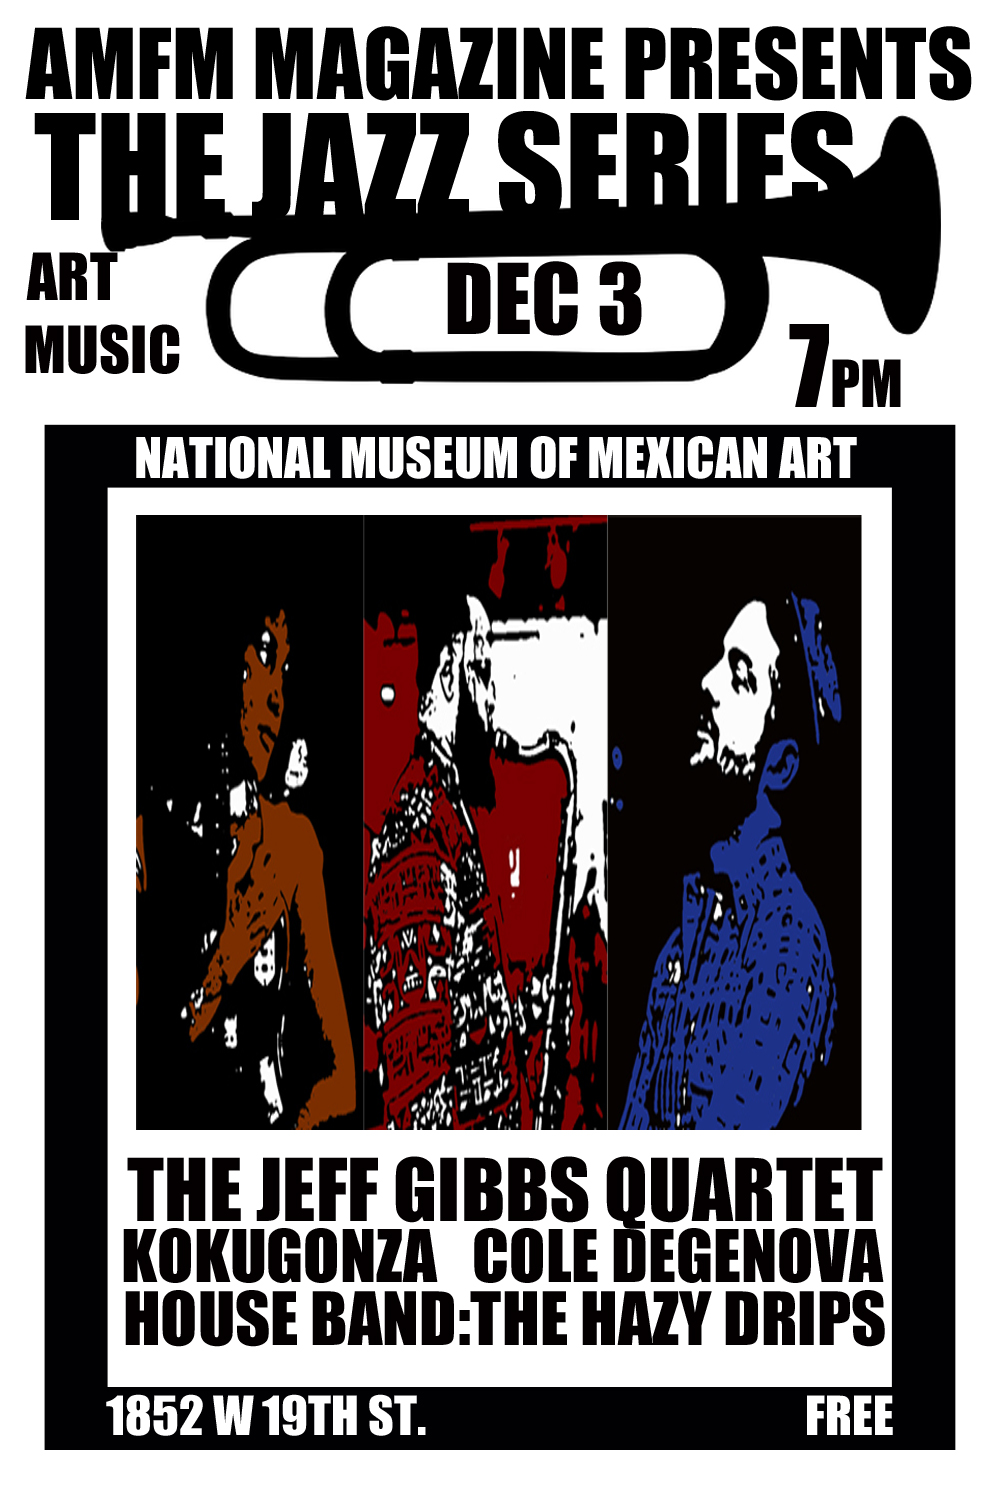 AMFM MAGAZINE PRESENTS
THE JAZZ SERIES
ART
MUSIC
DEC 3
7PM
NATIONAL MUSEUM OF MEXICAN ART
THE JEFF GIBBS QUARTET
KOKUGONZA COLE DEGENOVA
HOUSE BAND:THE HAZY DRIPS
1852 W 19TH ST. FREE